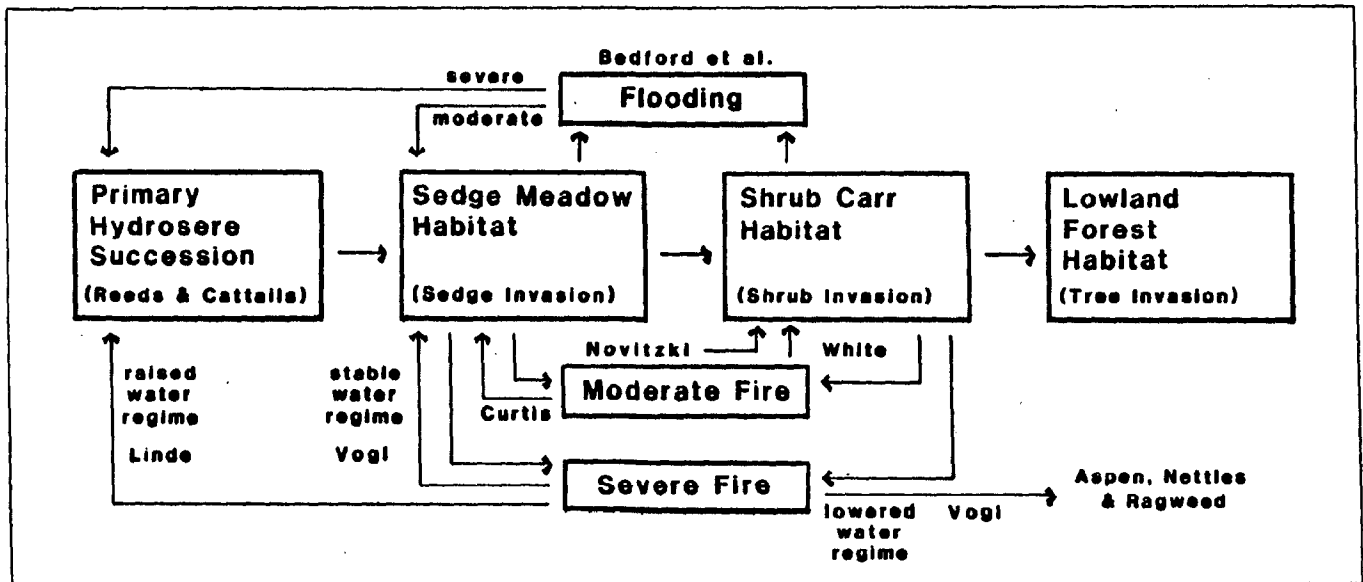 Bedford et al.
severe
Flooding
moderate
Primary
Hydrosere
Succession
(Reeds & Cattails)
Sedge Meadow
Habitat
(Sedge Invasion)
Shrub Carr
Habitat
(Shrub Invasion)
Lowland
Forest
Habitat
(Tree Invasion)
Novitzki
White
Moderate Fire
Curtis
raised
water
regime
Linde
stable
water
regime
Vogl
Severe Fire
lowered
water
regime
Vogl
Aspen, Nettles
& Ragweed